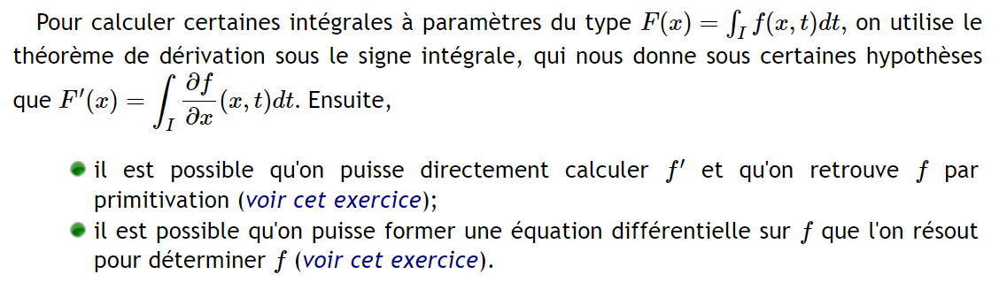 Pour calculer certaines intégrales à paramètres du type $F(x) = \int_I f(x,t)dt$, on utilise le
théorème de dérivation sous le signe intégrale, qui nous donne sous certaines hypothèses
que $F'(x) = \int_I \frac{\partial f}{\partial x}(x,t)dt$. Ensuite,
il est possible qu'on puisse directement calculer $f'$ et qu'on retrouve $f$ par
primitivation (voir cet exercice);
il est possible qu'on puisse former une équation différentielle sur $f$ que l'on résout
pour déterminer $f$ (voir cet exercice).